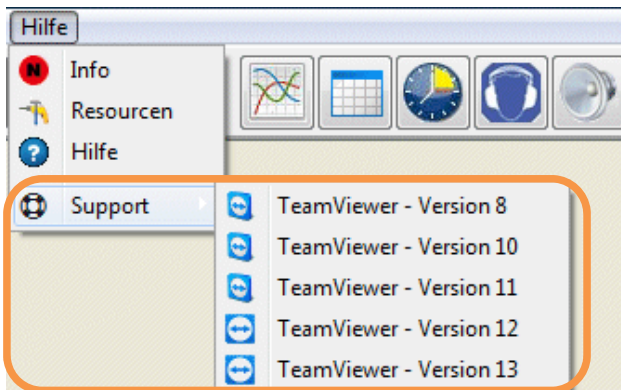 Hilfe
Info
Resourcen
Hilfe
Support
TeamViewer - Version 8
TeamViewer - Version 10
TeamViewer - Version 11
TeamViewer - Version 12
TeamViewer - Version 13